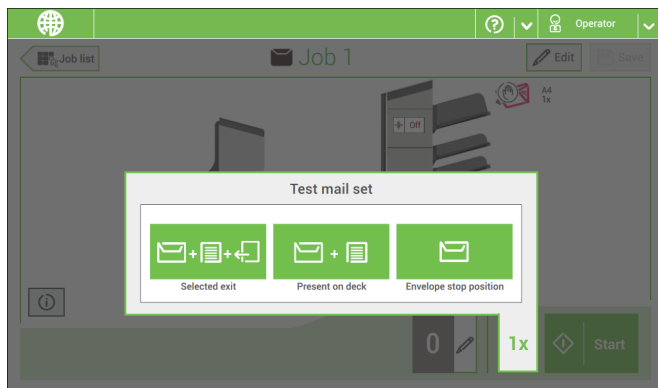 Operator
Job list
Job 1
Edit
Save
A4
1x
Off
Test mail set
Selected exit
Present on deck
Envelope stop position
0
1x
Start